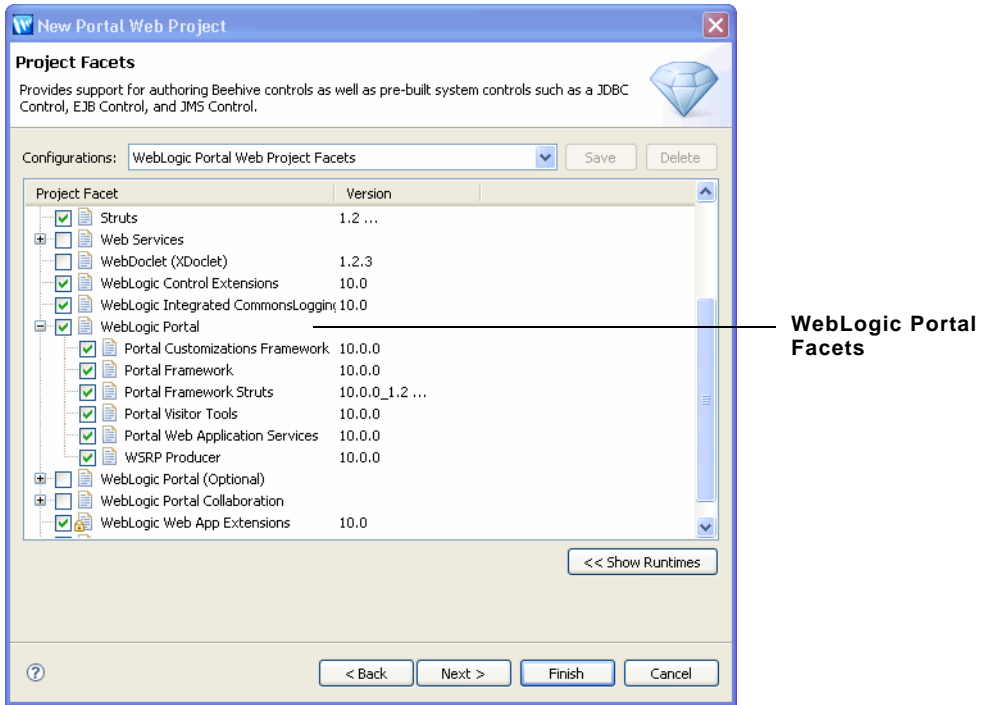 New Portal Web Project
Project Facets
Provides support for authoring Beehive controls as well as pre-built system controls such as a JDBC
Control, EJB Control, and JMS Control.
Configurations: WebLogic Portal Web Project Facets Save Delete
Project Facet Version
Struts 1.2 ...
Web Services
WebDoclet (XDoclet) 1.2.3
WebLogic Control Extensions 10.0
WebLogic Integrated CommonsLogging 10.0
WebLogic Portal
Portal Customizations Framework 10.0.0
Portal Framework 10.0.0
Portal Framework Struts 10.0.0_1.2 ...
Portal Visitor Tools 10.0.0
Portal Web Application Services 10.0.0
WSRP Producer 10.0.0
WebLogic Portal (Optional)
WebLogic Portal Collaboration
WebLogic Web App Extensions 10.0
<< Show Runtimes
? < Back Next > Finish Cancel
WebLogic Portal
Facets